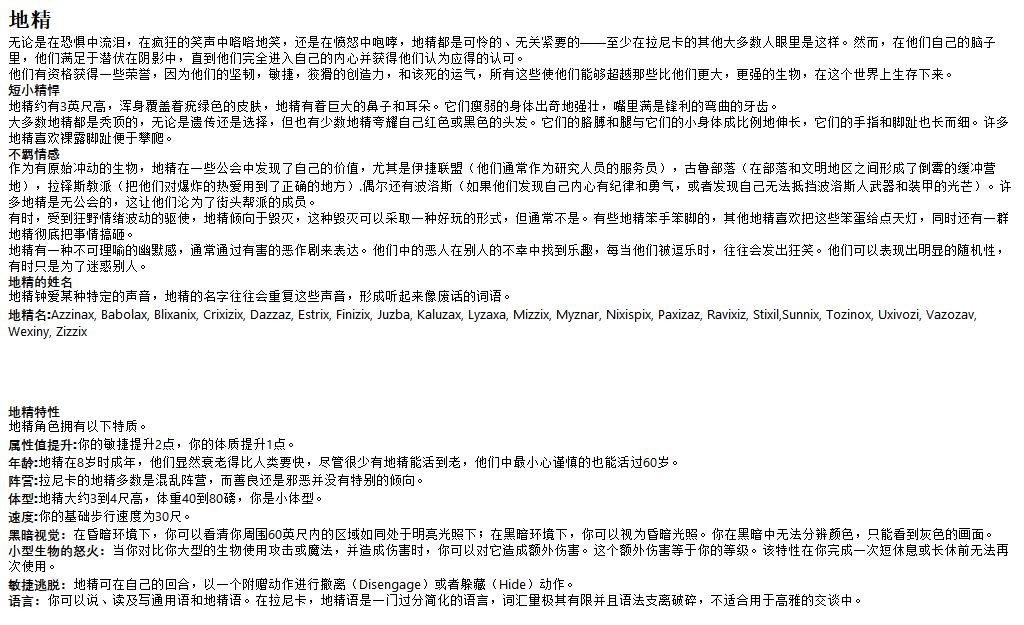 地精
无论是在恐惧中流泪，在疯狂的笑声中咯咯地笑，还是在愤怒中咆哮，地精都是可怜的、无关紧要的——至少在拉尼卡的其他大多数人眼里是这样。然而，在他们自己的脑子
里，他们满足于潜伏在阴影中，直到他们完全进入自己的内心并获得他们认为应得的认可。
他们有资格获得一些荣誉，因为他们的坚韧，敏捷，狡猾的创造力，和该死的运气，所有这些使他们能够超越那些比他们更大，更强的生物，在这个世界上生存下来。
短小精悍
地精约有3英尺高，浑身覆盖着疣绿色的皮肤，地精有着巨大的鼻子和耳朵。它们瘦弱的身体出奇地强壮，嘴里满是锋利的弯曲的牙齿。
大多数地精都是秃顶的，无论是遗传还是选择，但也有少数地精夸耀自己红色或黑色的头发。它们的胳膊和腿与它们的小身体成比例地伸长，它们的手指和脚趾也长而细。许多
地精喜欢裸露脚趾便于攀爬。
不羁情感
作为有原始冲动的生物，地精在一些公会中发现了自己的价值，尤其是伊捷联盟（他们通常作为研究人员的服务员），古鲁部落（在部落和文明地区之间形成了倒霉的缓冲营
地），拉铎斯教派（把他们对爆炸的热爱用到了正确的地方）.偶尔还有波洛斯（如果他们发现自己内心有纪律和勇气，或者发现自己无法抵挡波洛斯人武器和装甲的光芒）。许
多地精是无公会的，这让他们沦为了街头帮派的成员。
有时，受到狂野情绪波动的驱使，地精倾向于毁灭，这种毁灭可以采取一种好玩的形式，但通常不是。有些地精笨手笨脚的，其他地精喜欢把这些笨蛋给点天灯，同时还有一群
地精彻底把事情搞砸。
地精有一种不可理喻的幽默感，通常通过有害的恶作剧来表达。他们中的恶人在别人的不幸中找到乐趣，每当他们被逗乐时，往往会发出狂笑。他们可以表现出明显的随机性，
有时只是为了迷惑别人。
地精的姓名
地精钟爱某种特定的声音，地精的名字往往会重复这些声音，形成听起来像废话的词语。
地精名:Azzinax, Babolax, Blixanix, Crixizix, Dazzaz, Estrix, Finizix, Juzba, Kaluzax, Lyzaxa, Mizzix, Myznar, Nixispix, Paxizaz, Ravixiz, Stixil,Sunnix, Tozinox, Uxivozi, Vazozav,
Wexiny, Zizzix
地精特性
地精角色拥有以下特质。
属性值提升:你的敏捷提升2点，你的体质提升1点。
年龄:地精在8岁时成年，他们显然衰老得比人类要快，尽管很少有地精能活到老，他们中最小心谨慎的也能活过60岁。
阵营:拉尼卡的地精多数是混乱阵营，而善良还是邪恶并没有特别的倾向。
体型:地精大约3到4尺高，体重40到80磅，你是小体型。
速度:你的基础步行速度为30尺。
黑暗视觉：在昏暗环境下，你可以看清你周围60英尺内的区域如同处于明亮光照下；在黑暗环境下，你可以视为昏暗光照。你在黑暗中无法分辨颜色，只能看到灰色的画面。
小型生物的怒火：当你对比你大型的生物使用攻击或魔法，并造成伤害时，你可以对它造成额外伤害。这个额外伤害等于你的等级。该特性在你完成一次短休息或长休前无法再
次使用。
敏捷逃脱：地精可在自己的回合，以一个附赠动作进行撤离（Disengage）或者躲藏（Hide）动作。
语言：你可以说、读及写通用语和地精语。在拉尼卡，地精语是一门过分简化的语言，词汇量极其有限并且语法支离破碎，不适合用于高雅的交谈中。